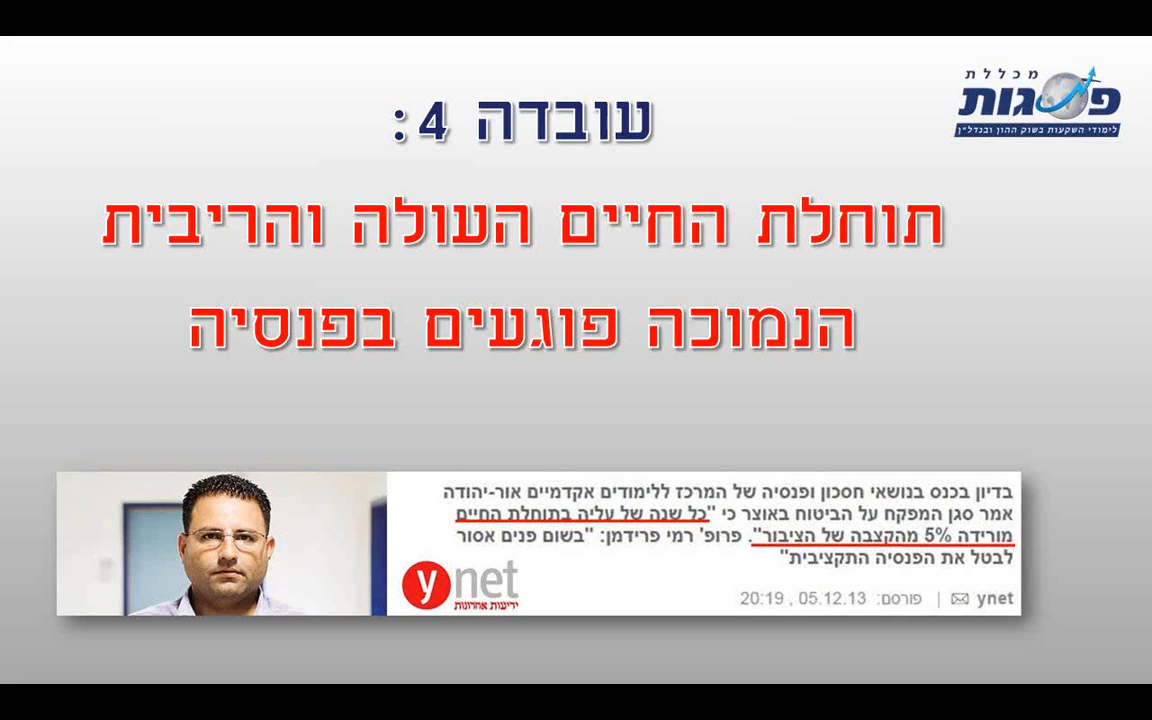 מכללת
פסגות
לימודי השקעות בשוק ההון ובנדל"ן
עובדה 4:
תוחלת החיים העולה והריבית
הנמוכה פוגעים בפנסיה
בדיון בכנס בנושאי חסכון ופנסיה של המרכז ללימודים אקדמיים אור-יהודה
אמר סגן המפקח על הביטוח באוצר כי "כל שנה של עליה בתוחלת החיים
מורידה 5% מהקצבה של הציבור". פרופ' רמי פרידמן: "בשום פנים אסור
לבטל את הפנסיה התקציבית"
ynet
ידיעות אחרונות
ynet | פורסם: 05.12.13 , 20:19